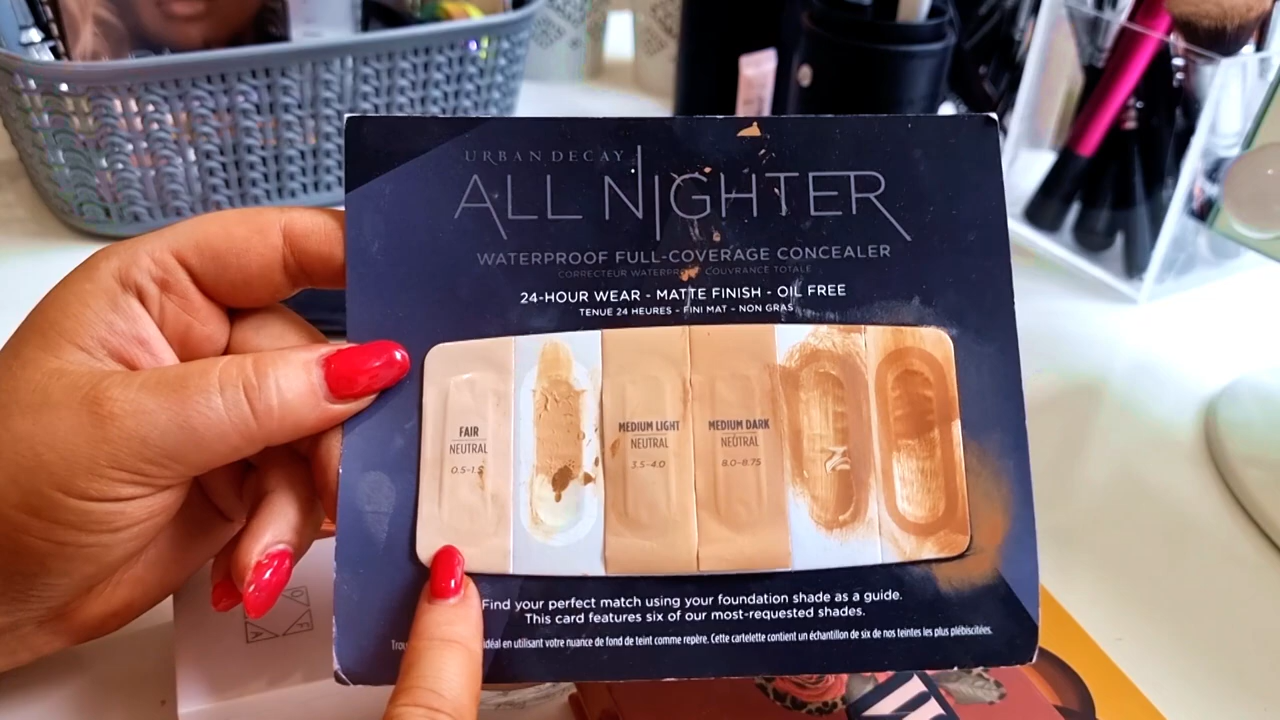 URBAN DECAY
ALL NIGHTER
WATERPROOF FULL-COVERAGE CONCEALER
CORRECTEUR WATERPROOF COUVRANCE TOTALE
24-HOUR WEAR - MATTE FINISH - OIL FREE
TENUE 24 HEURES - FINI MAT - NON GRAS
FAIR
NEUTRAL
0.5-1.5
MEDIUM LIGHT
NEUTRAL
3.5-4.0
MEDIUM DARK
NEUTRAL
8.0-8.75
Find your perfect match using your foundation shade as a guide.
This card features six of our most-requested shades.
idéal en utilisant votre nuance de fond de teint comme repère. Cette cartelette contient un échantillon de six de nos teintes les plus plébiscitées.